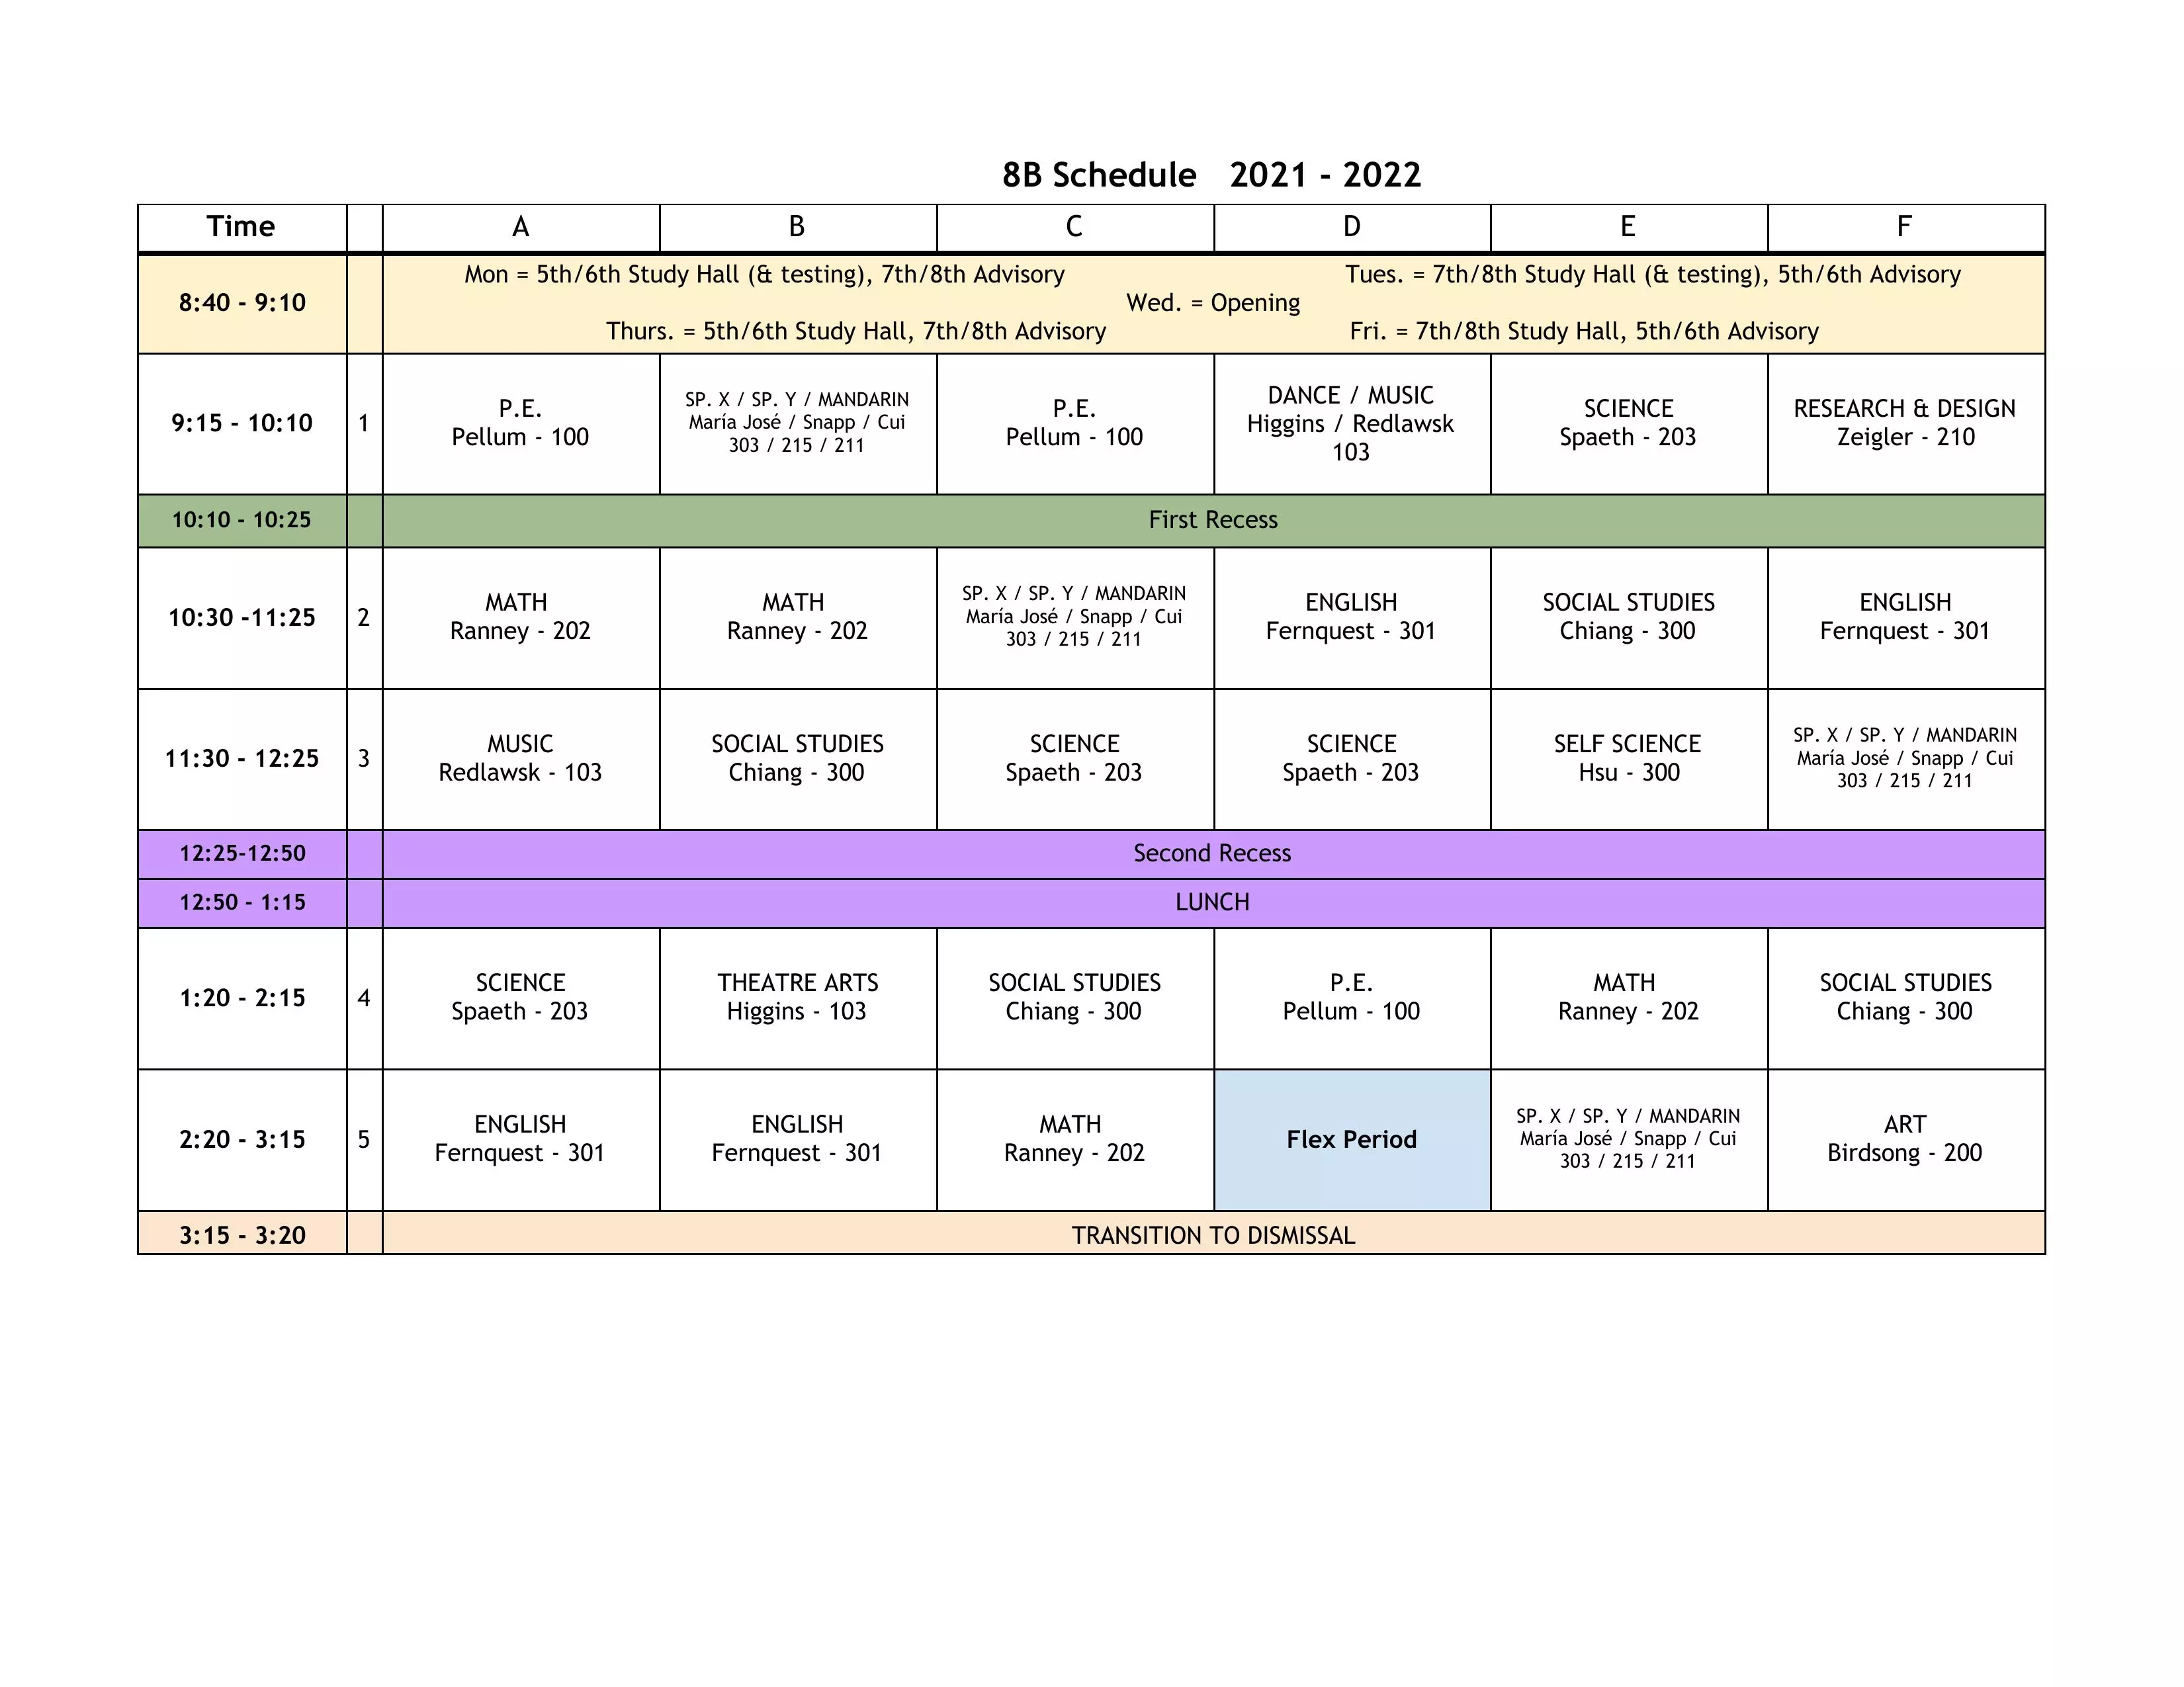 8B Schedule 2021 - 2022
Time A B C D E F
8:40 - 9:10
Mon = 5th/6th Study Hall (& testing), 7th/8th Advisory Tues. = 7th/8th Study Hall (& testing), 5th/6th Advisory
Wed. = Opening
Thurs. = 5th/6th Study Hall, 7th/8th Advisory Fri. = 7th/8th Study Hall, 5th/6th Advisory
9:15 - 10:10
1
P.E.
Pellum - 100
SP. X / SP. Y / MANDARIN
María José / Snapp / Cui
303 / 215 / 211
P.E.
Pellum - 100
DANCE / MUSIC
Higgins / Redlawsk
103
SCIENCE
Spaeth - 203
RESEARCH & DESIGN
Zeigler - 210
10:10 - 10:25
First Recess
10:30 -11:25
2
MATH
Ranney - 202
MATH
Ranney - 202
SP. X / SP. Y / MANDARIN
María José / Snapp / Cui
303 / 215 / 211
ENGLISH
Fernquest - 301
SOCIAL STUDIES
Chiang - 300
ENGLISH
Fernquest - 301
11:30 - 12:25
3
MUSIC
Redlawsk - 103
SOCIAL STUDIES
Chiang - 300
SCIENCE
Spaeth - 203
SCIENCE
Spaeth - 203
SELF SCIENCE
Hsu - 300
SP. X / SP. Y / MANDARIN
María José / Snapp / Cui
303 / 215 / 211
12:25-12:50
Second Recess
12:50 - 1:15
LUNCH
1:20 - 2:15
4
SCIENCE
Spaeth - 203
THEATRE ARTS
Higgins - 103
SOCIAL STUDIES
Chiang - 300
P.E.
Pellum - 100
MATH
Ranney - 202
SOCIAL STUDIES
Chiang - 300
2:20 - 3:15
5
ENGLISH
Fernquest - 301
ENGLISH
Fernquest - 301
MATH
Ranney - 202
Flex Period
SP. X / SP. Y / MANDARIN
María José / Snapp / Cui
303 / 215 / 211
ART
Birdsong - 200
3:15 - 3:20
TRANSITION TO DISMISSAL